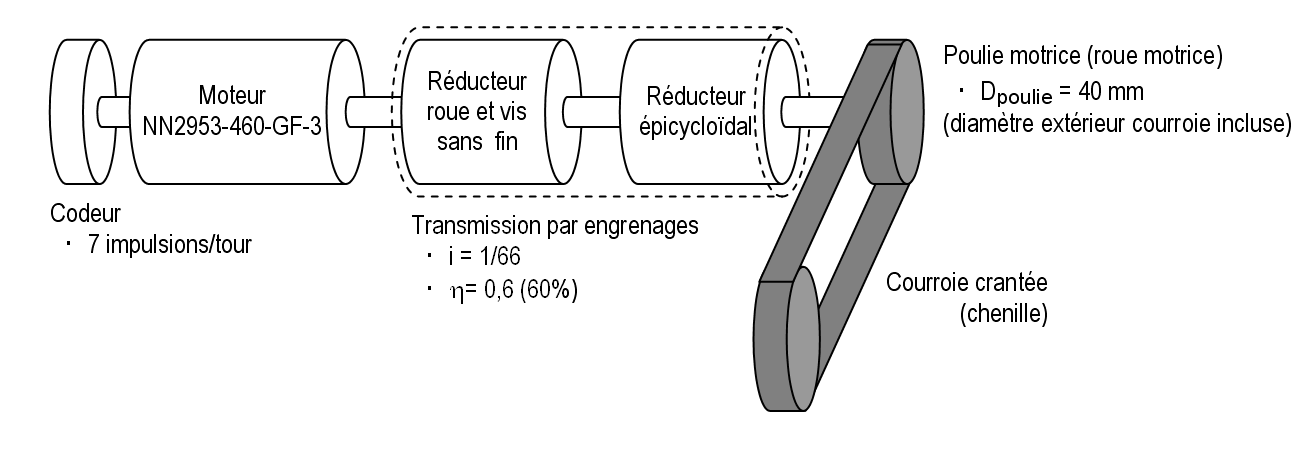 Moteur
NN2953-460-GF-3
Réducteur
roue et vis
sans fin
Réducteur
épicycloïdal
Poulie motrice (roue motrice)
· Dpoulie = 40 mm
(diamètre extérieur courroie incluse)
Codeur
· 7 impulsions/tour
Transmission par engrenages
· i = 1/66
· η= 0,6 (60%)
Courroie crantée
(chenille)